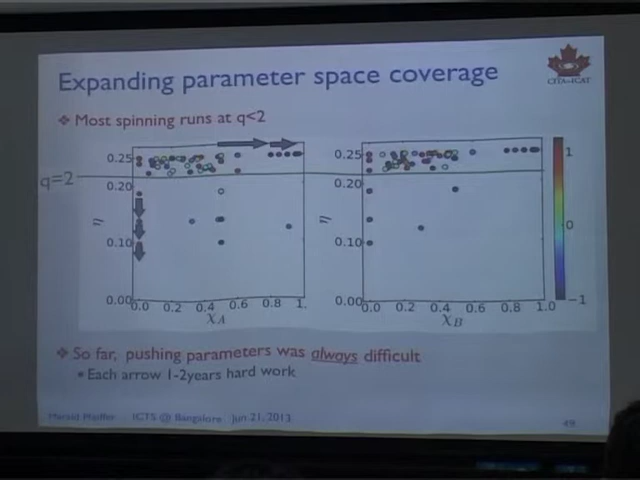 Expanding parameter space coverage
CITA-ICAT
❖ Most spinning runs at q<2
q=2
0.25
0.20
0.10
0.00
η
0.0 0.2 0.4 0.6 0.8 1.
χA
0.25
0.20
0.10
0.00
η
0.0 0.2 0.4 0.6 0.8 1.0
χB
1
0
−1
❖ So far, pushing parameters was always difficult
• Each arrow 1-2years hard work
Harald Pfeiffer ICTS @ Bangalore Jun 21, 2013
49